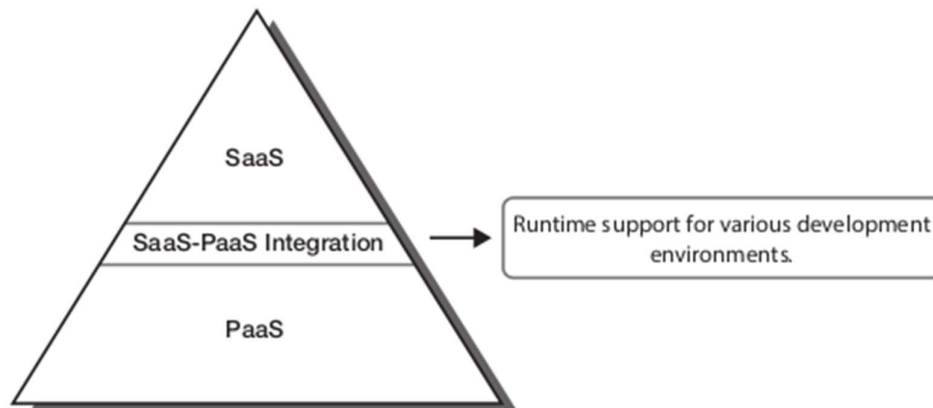 SaaS
SaaS-PaaS Integration
Runtime support for various development
environments.
PaaS